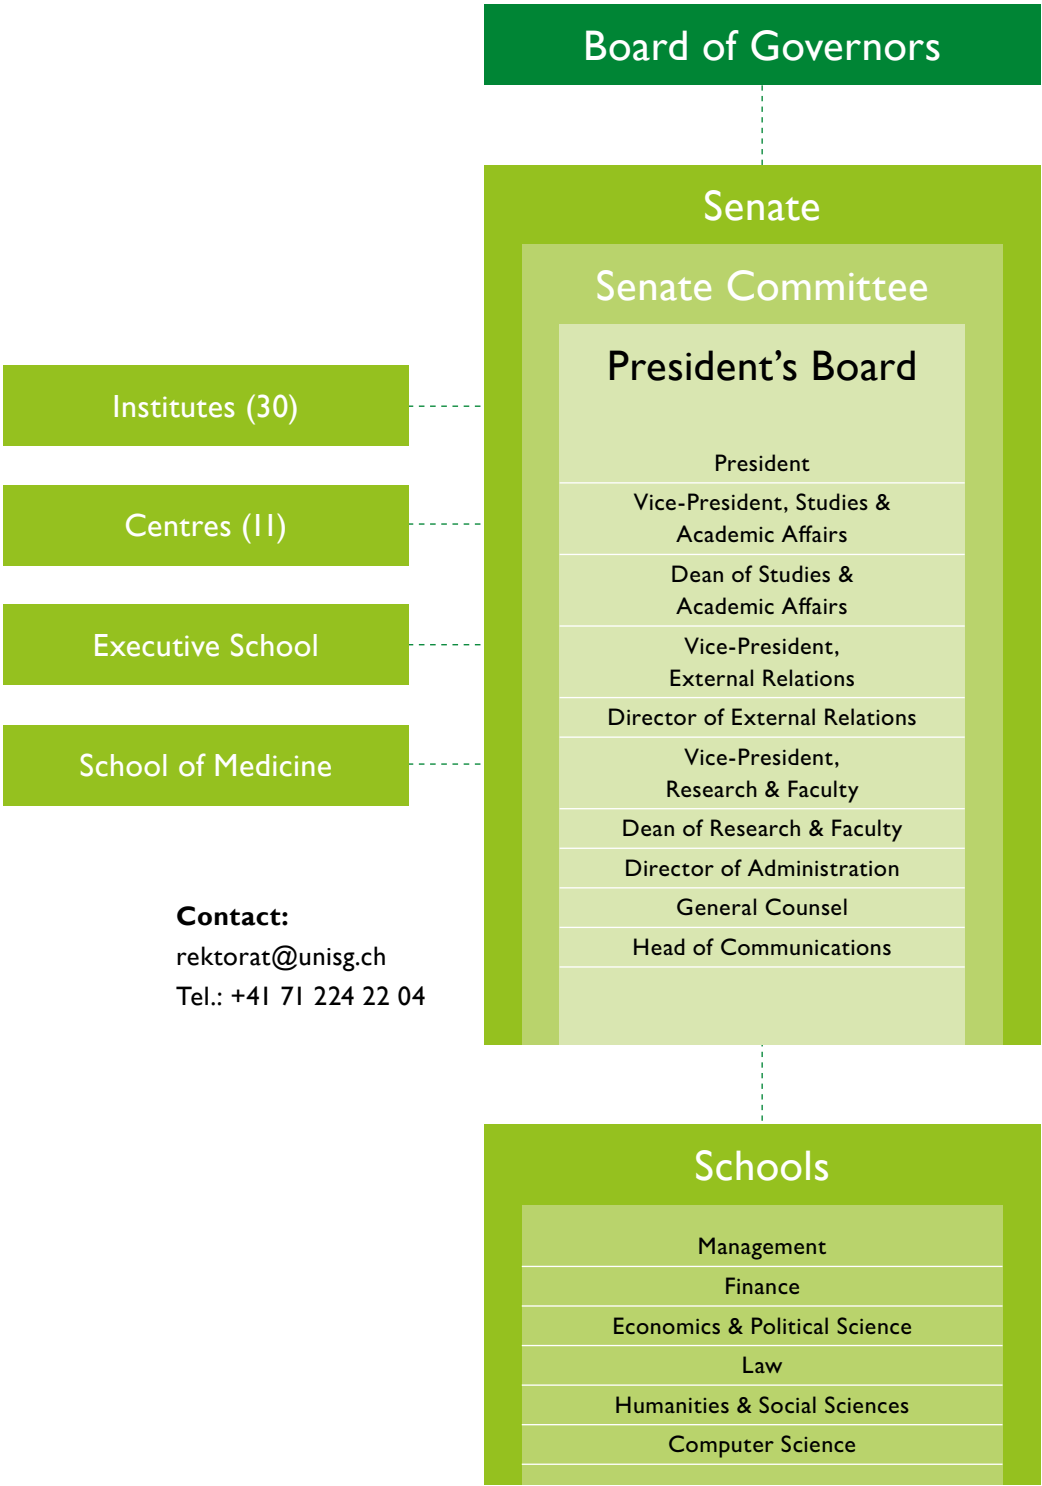 Board of Governors
Senate
Senate Committee
President’s Board
President
Vice-President, Studies &
Academic Affairs
Dean of Studies &
Academic Affairs
Vice-President,
External Relations
Director of External Relations
Vice-President,
Research & Faculty
Dean of Research & Faculty
Director of Administration
General Counsel
Head of Communications
Institutes (30)
Centres (11)
Executive School
School of Medicine
Contact:
rektorat@unisg.ch
Tel.: +41 71 224 22 04
Schools
Management
Finance
Economics & Political Science
Law
Humanities & Social Sciences
Computer Science